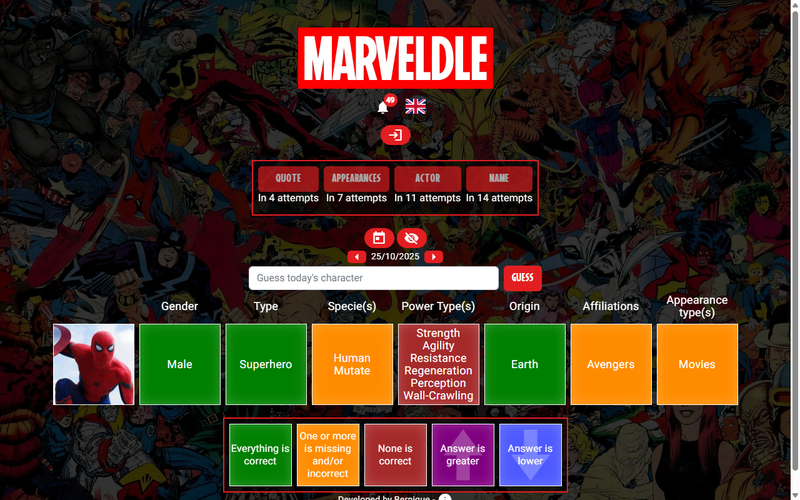 MARVELDLE
49
QUOTE APPEARANCES ACTOR NAME
In 4 attempts In 7 attempts In 11 attempts In 14 attempts
25/10/2025
Guess today's character GUESS
Gender Type Specie(s) Power Type(s) Origin Affiliations Appearance
type(s)
Male
Superhero
Human
Mutate
Strength
Agility
Resistance
Regeneration
Perception
Wall-Crawling
Earth
Avengers
Movies
Everything is
correct
One or more
is missing
and/or
incorrect
None is
correct
Answer is
greater
Answer is
lower
Developed by Bernique -